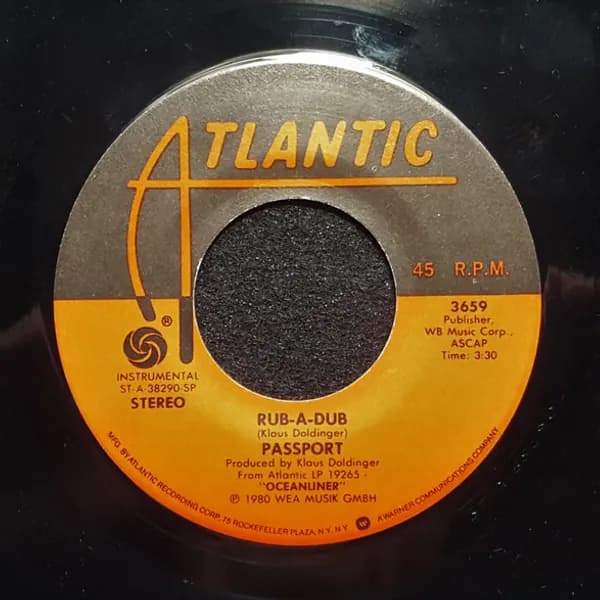 ATLANTIC
45 R.P.M.
3659
Publisher,
WB Music Corp.,
ASCAP
Time: 3:30
®
INSTRUMENTAL
ST-A-38290-SP
STEREO
RUB-A-DUB
(Klaus Doldinger)
PASSPORT
Produced by Klaus Doldinger
From Atlantic LP 19265 -
"OCEANLINER"
℗ 1980 WEA MUSIK GMBH
MFG. BY ATLANTIC RECORDING CORP. 75 ROCKEFELLER PLAZA, N.Y. N.Y. W A WARNER COMMUNICATIONS COMPANY